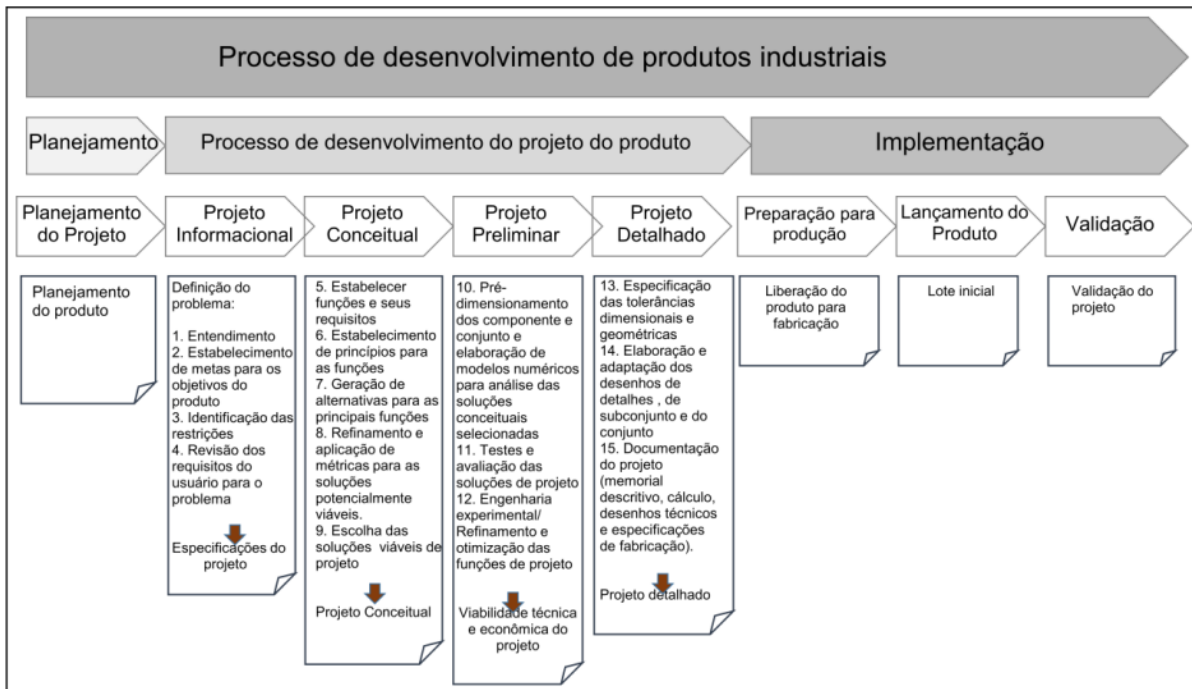 Processo de desenvolvimento de produtos industriais
Planejamento
Processo de desenvolvimento do projeto do produto
Implementação
Planejamento
do Projeto
Projeto
Informacional
Projeto
Conceitual
Projeto
Preliminar
Projeto
Detalhado
Preparação para
produção
Lançamento do
Produto
Validação
Planejamento
do produto
Definição do
problema:
1. Entendimento
2. Estabelecimento
de metas para os
objetivos do
produto
3. Identificação das
restrições
4. Revisão dos
requisitos do
usuário para o
problema
Especificações do
projeto
5. Estabelecer
funções e seus
requisitos
6. Estabelecimento
de princípios para
as funções
7. Geração de
alternativas para as
principais funções
8. Refinamento e
aplicação de
métricas para as
soluções
potencialmente
viáveis.
9. Escolha das
soluções viáveis de
projeto
Projeto Conceitual
10. Pré-
dimensionamento
dos componente e
conjunto e
elaboração de
modelos numéricos
para análise das
soluções
conceituais
selecionadas
11. Testes e
avaliação das
soluções de projeto
12. Engenharia
experimental/
Refinamento e
otimização das
funções de projeto
Viabilidade técnica
e econômica do
projeto
13. Especificação
das tolerâncias
dimensionais e
geométricas
14. Elaboração e
adaptação dos
desenhos de
detalhes , de
subconjunto e do
conjunto
15. Documentação
do projeto
(memorial
descritivo, cálculo,
desenhos técnicos
e especificações
de fabricação).
Projeto detalhado
Liberação do
produto para
fabricação
Lote inicial
Validação do
projeto